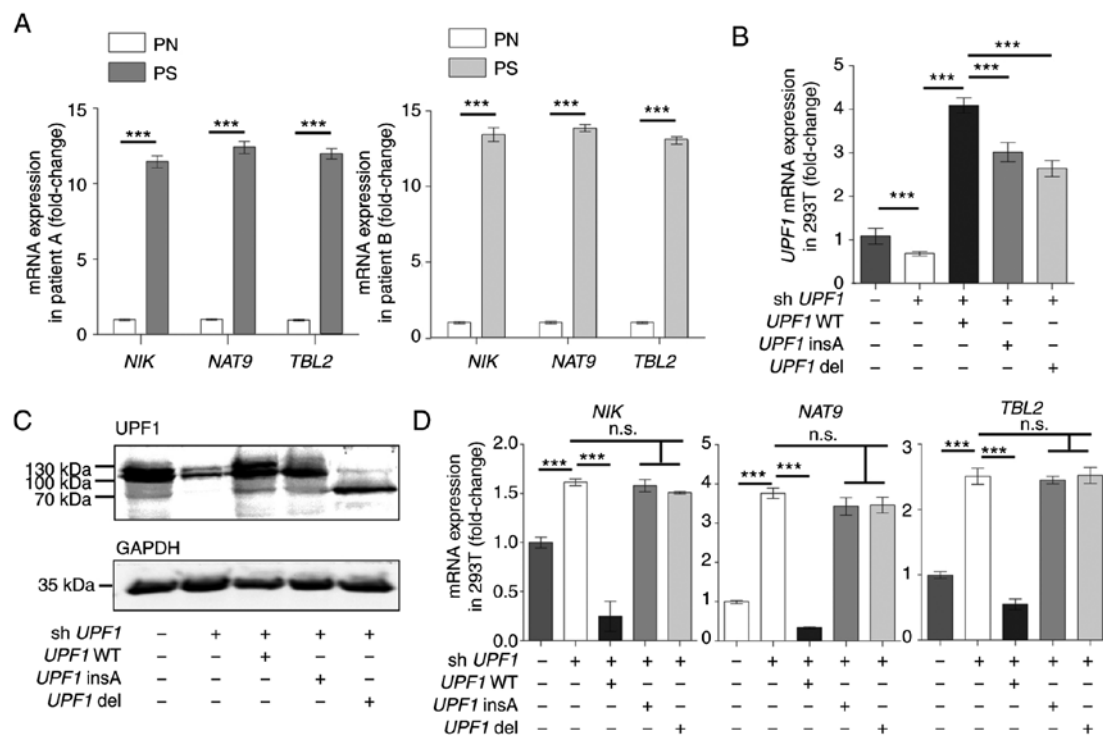 A
PN
PS
mRNA expression
in patient A (fold-change)
15
10
5
1
0
***
***
***
NIK
NAT9
TBL2
PN
PS
mRNA expression
in patient B (fold-change)
15
10
5
1
0
***
***
***
NIK
NAT9
TBL2
B
UPF1 mRNA expression
in 293T (fold-change)
5
4
3
2
1
0
***
***
***
***
sh UPF1 – + + + +
UPF1 WT – – + – –
UPF1 insA – – – + –
UPF1 del – – – – +
C
UPF1
130 kDa
100 kDa
70 kDa
GAPDH
35 kDa
sh UPF1 – + + + +
UPF1 WT – – + – –
UPF1 insA – – – + –
UPF1 del – – – – +
D
mRNA expression
in 293T (fold-change)
NIK
n.s.
*** ***
2.0
1.5
1.0
0.5
0.0
NAT9
n.s.
*** ***
5
4
3
2
1
0
TBL2
n.s.
*** ***
3
2
1
0
sh UPF1 – + + + + – + + + + – + + + +
UPF1 WT – – + – – – – + – – – – + – –
UPF1 insA – – – + – – – – + – – – – + –
UPF1 del – – – – + – – – – + – – – – +